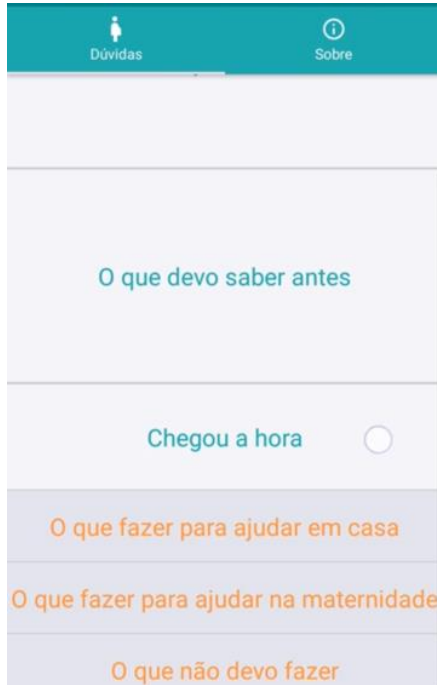 Dúvidas
Sobre
O que devo saber antes
Chegou a hora
O que fazer para ajudar em casa
O que fazer para ajudar na maternidade
O que não devo fazer